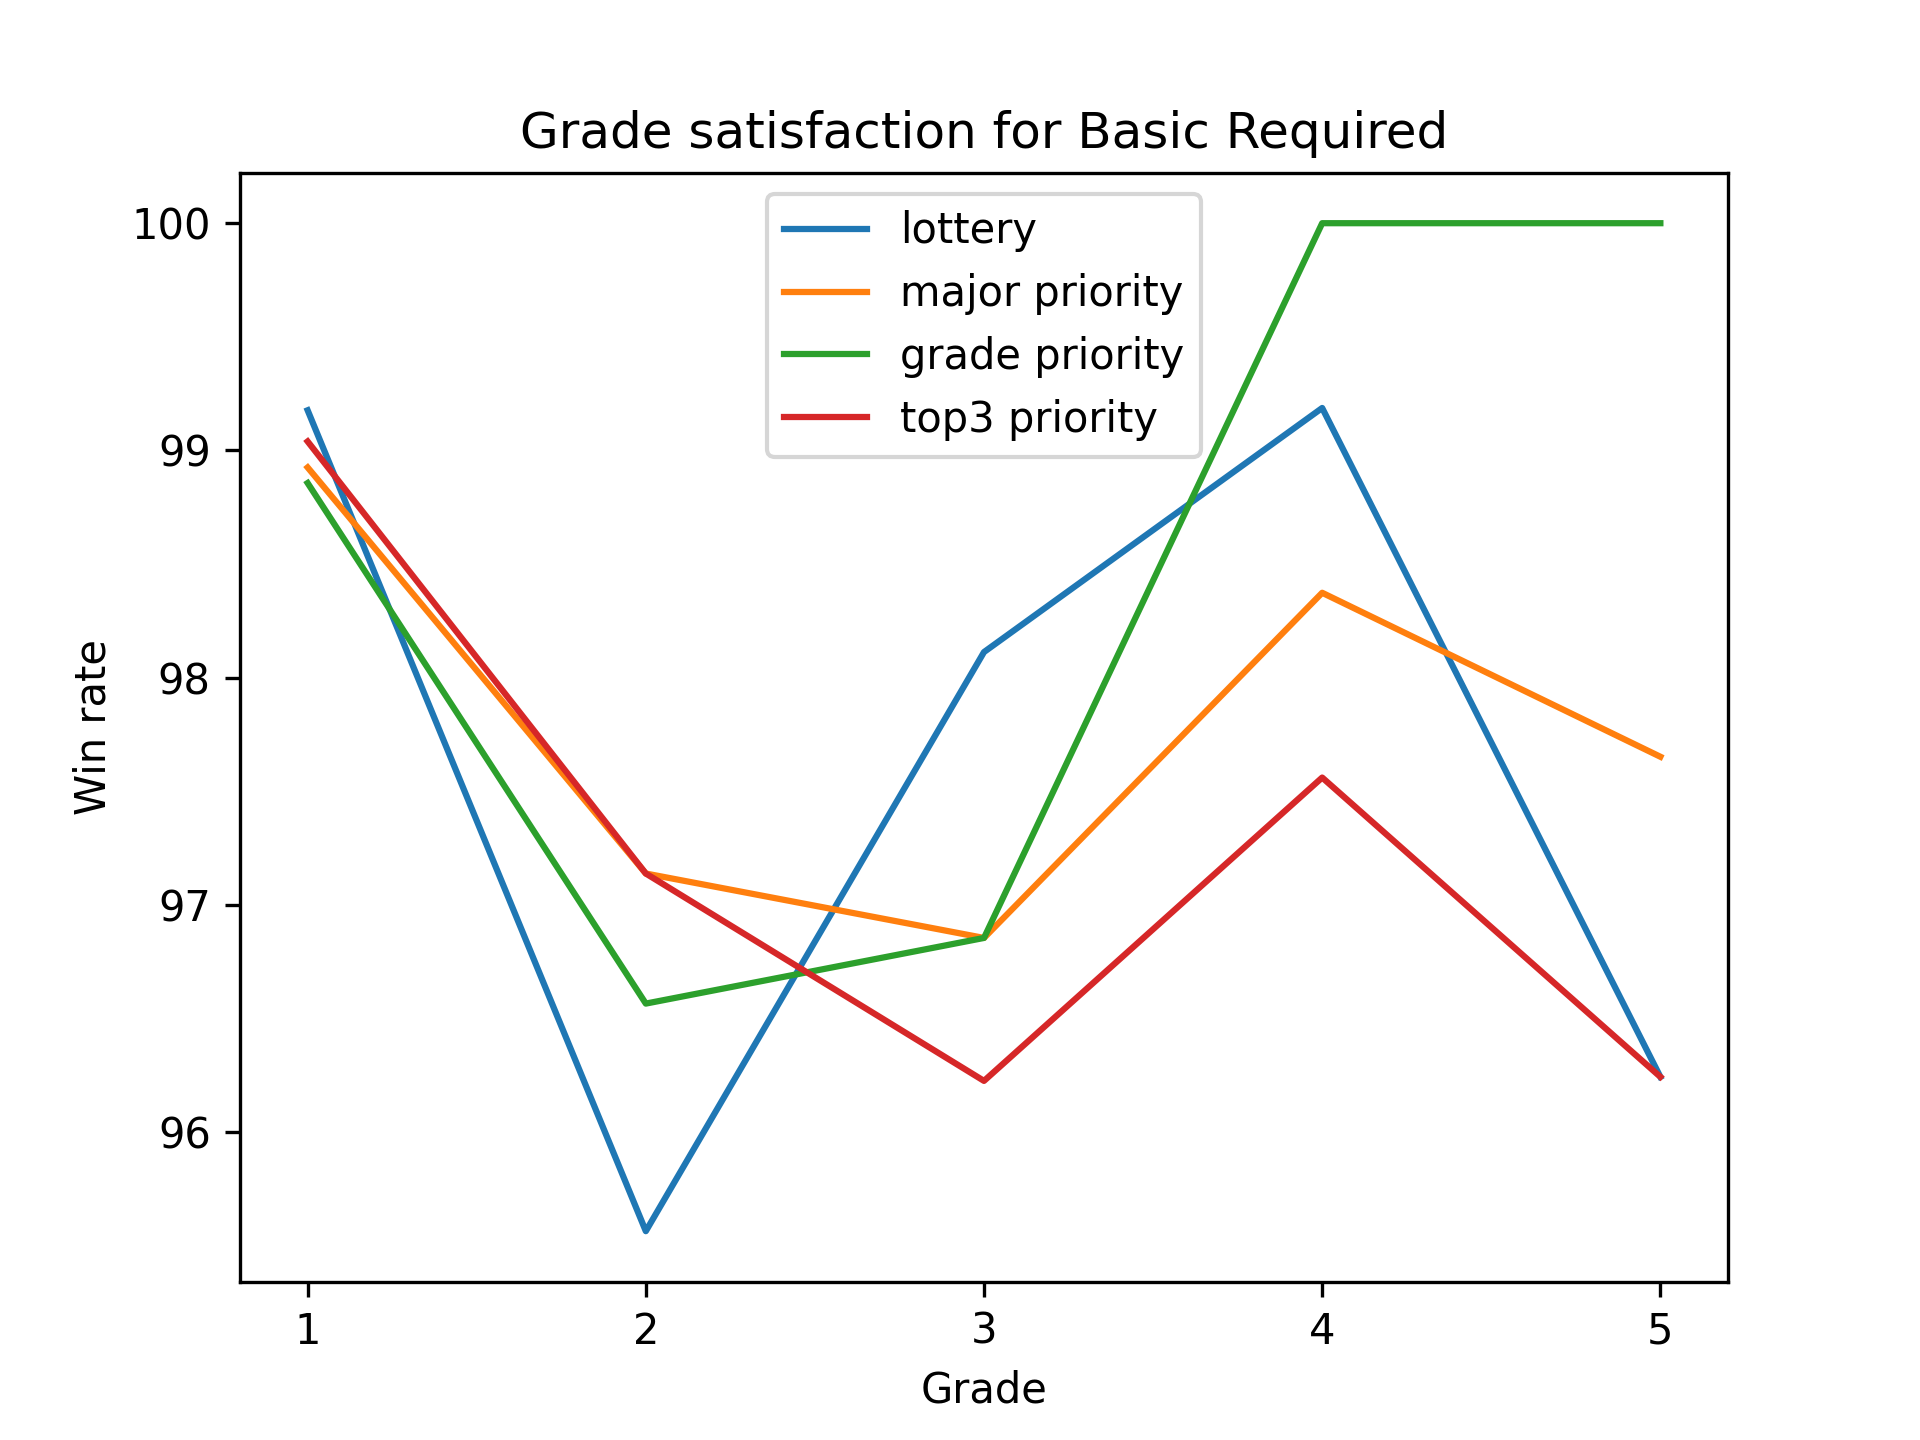 Grade satisfaction for Basic Required
lottery
major priority
grade priority
top3 priority
100
99
98
97
96
Win rate
1 2 3 4 5
Grade